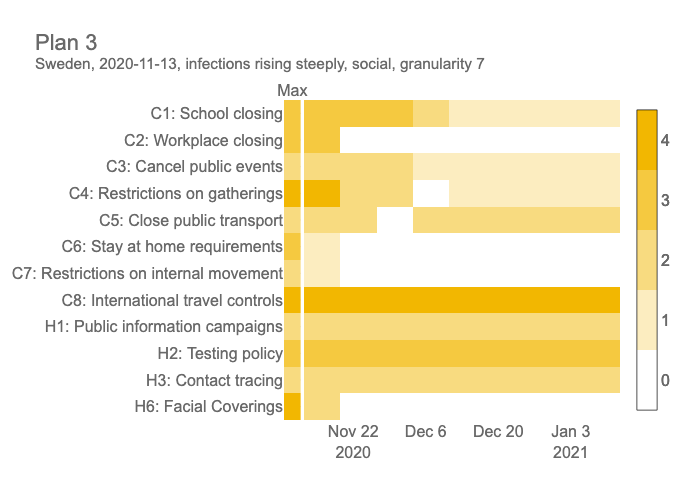 Plan 3
Sweden, 2020-11-13, infections rising steeply, social, granularity 7
Max
C1: School closing
C2: Workplace closing
C3: Cancel public events
C4: Restrictions on gatherings
C5: Close public transport
C6: Stay at home requirements
C7: Restrictions on internal movement
C8: International travel controls
H1: Public information campaigns
H2: Testing policy
H3: Contact tracing
H6: Facial Coverings
4
3
2
1
0
Nov 22 Dec 6 Dec 20 Jan 3
2020 2021